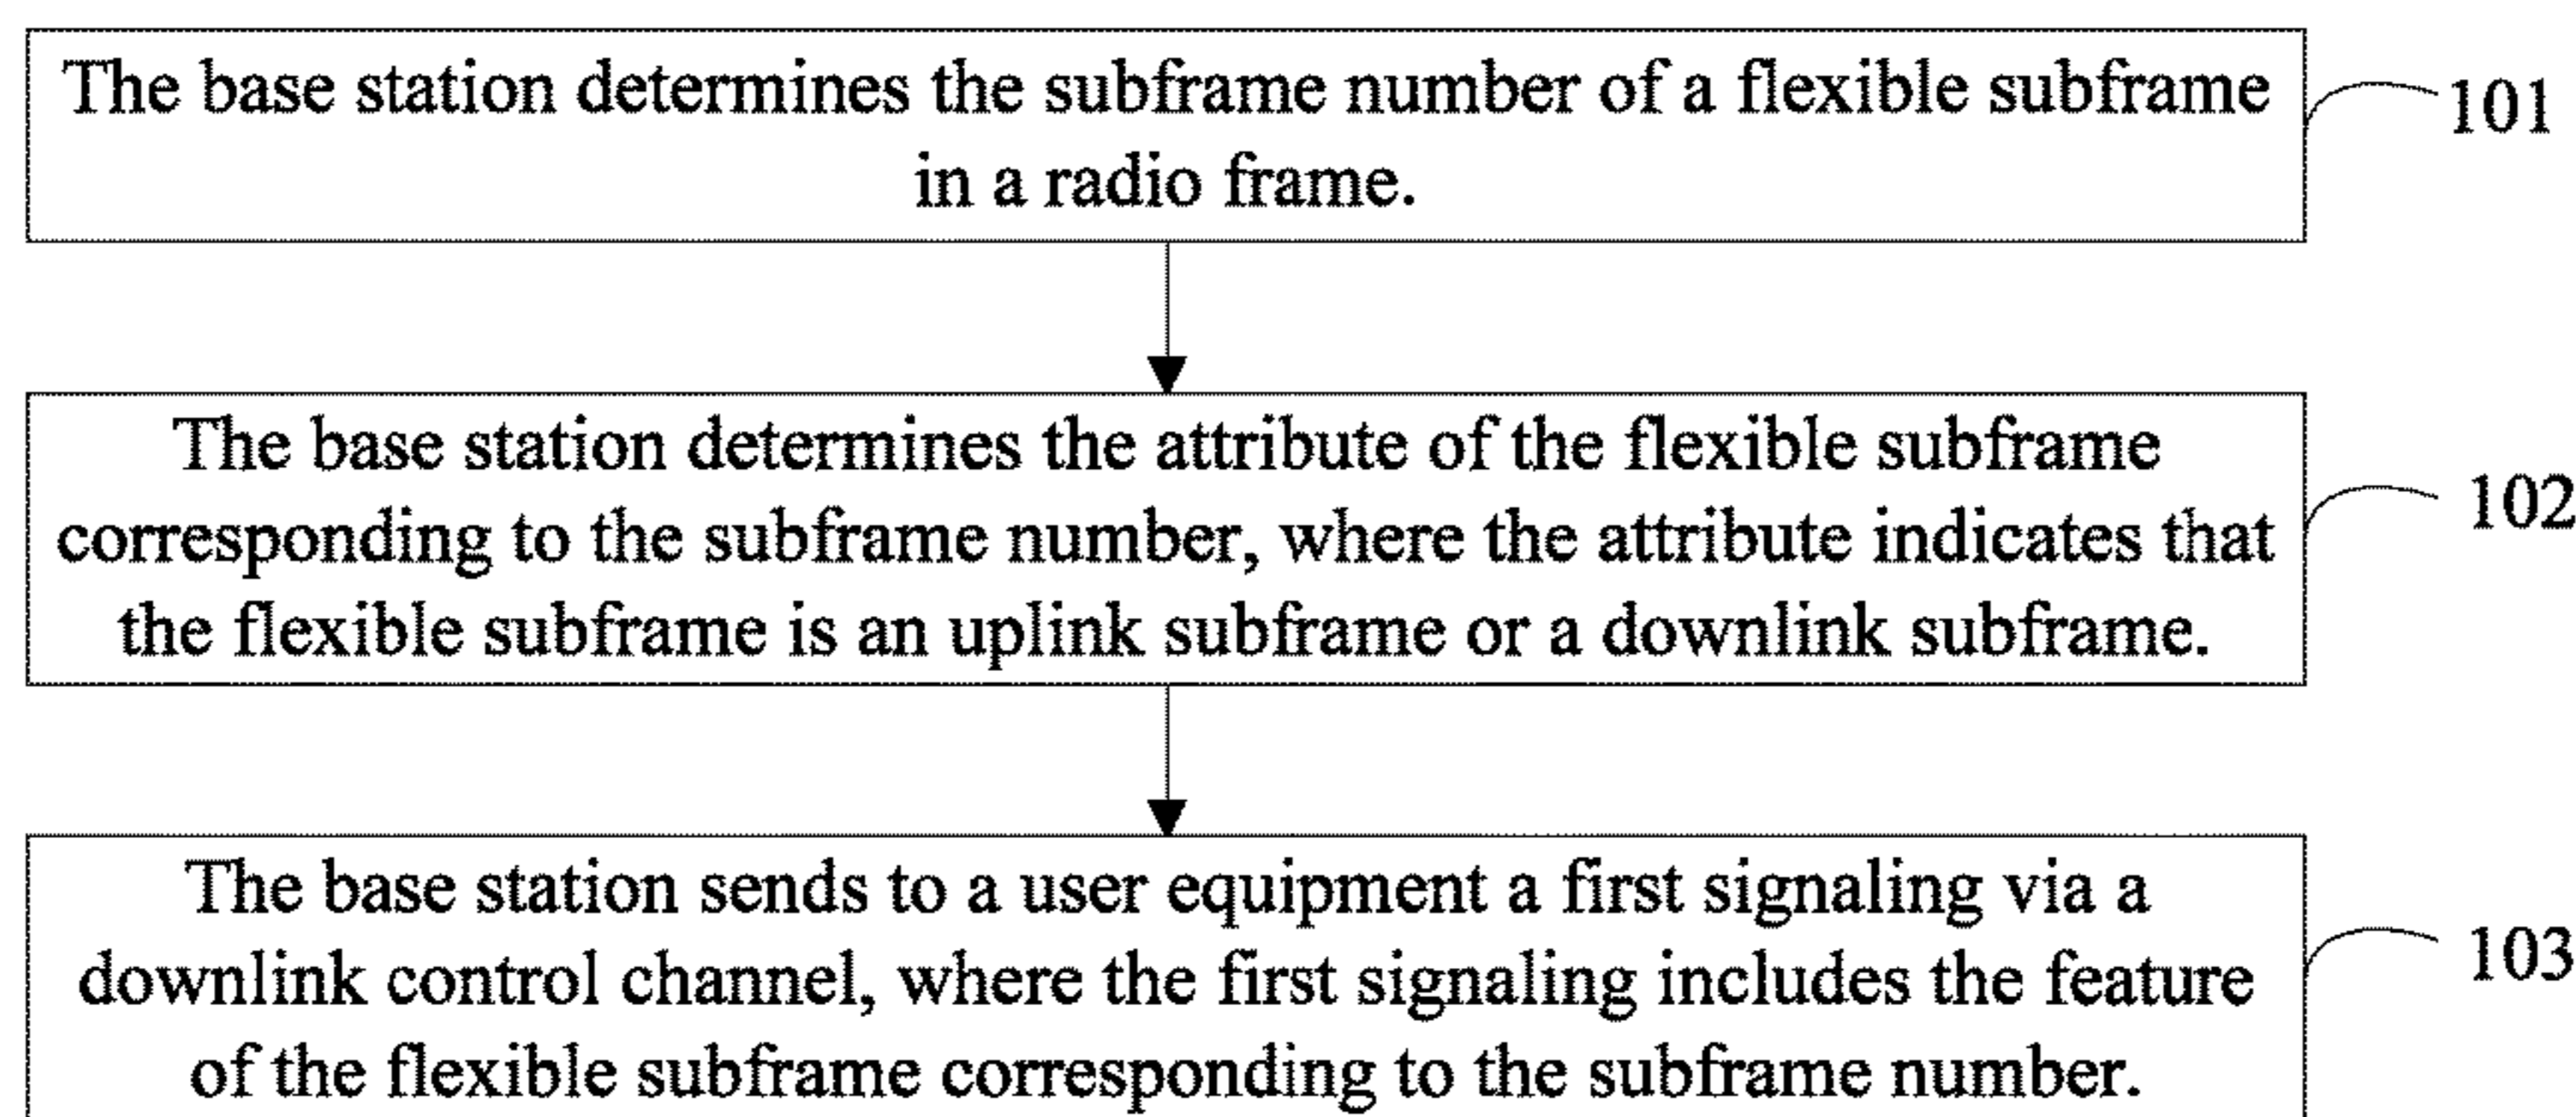 The base station determines the subframe number of a flexible subframe
in a radio frame.
101
The base station determines the attribute of the flexible subframe
corresponding to the subframe number, where the attribute indicates that
the flexible subframe is an uplink subframe or a downlink subframe.
102
The base station sends to a user equipment a first signaling via a
downlink control channel, where the first signaling includes the feature
of the flexible subframe corresponding to the subframe number.
103